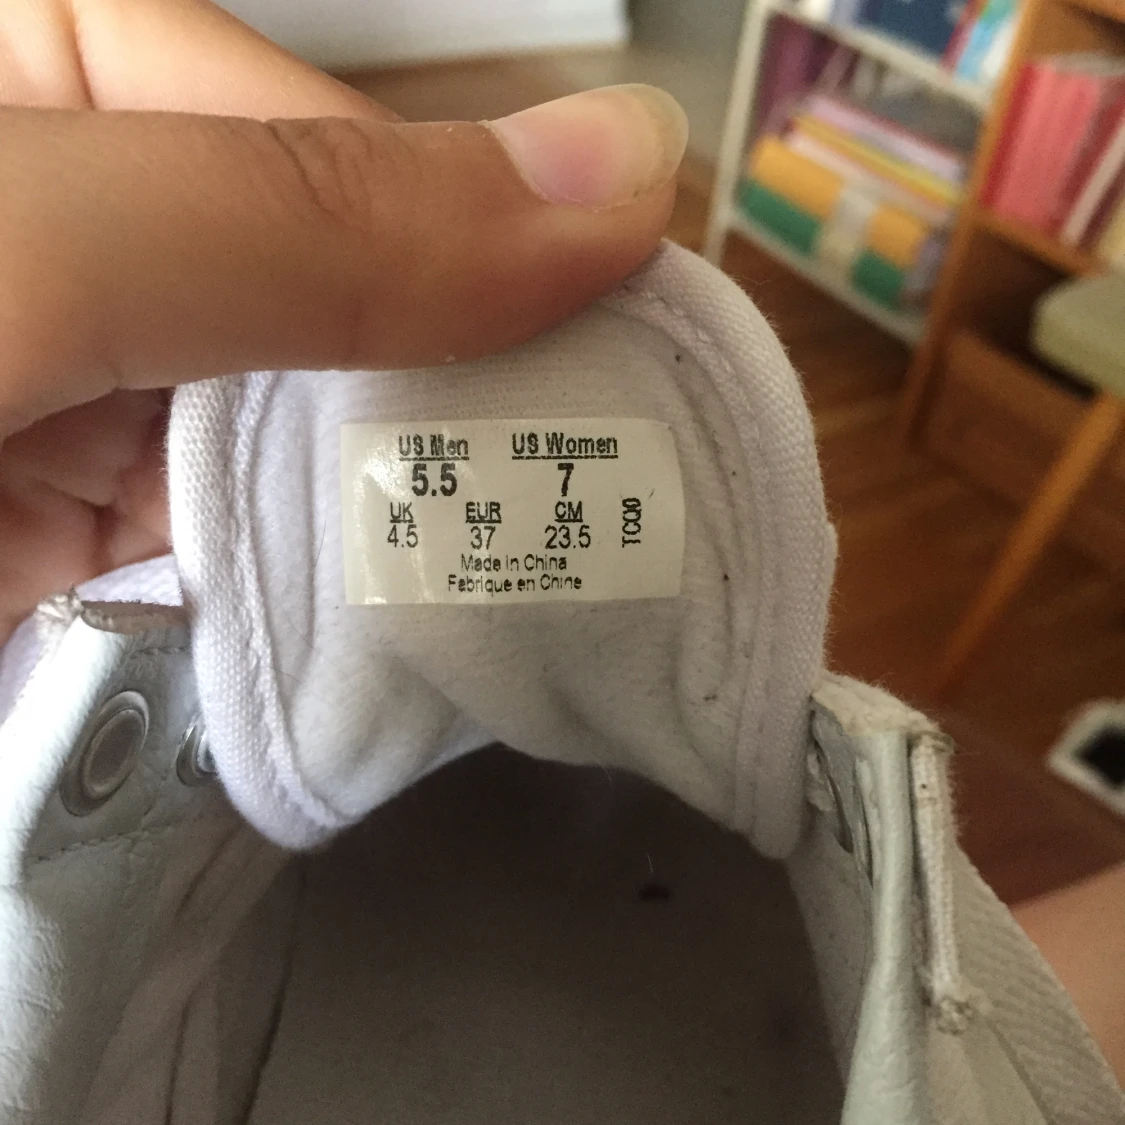 US Men US Women
5.5 7
UK EUR CM
4.5 37 23.5
TCQ0
Made in China
Fabrique en Chine